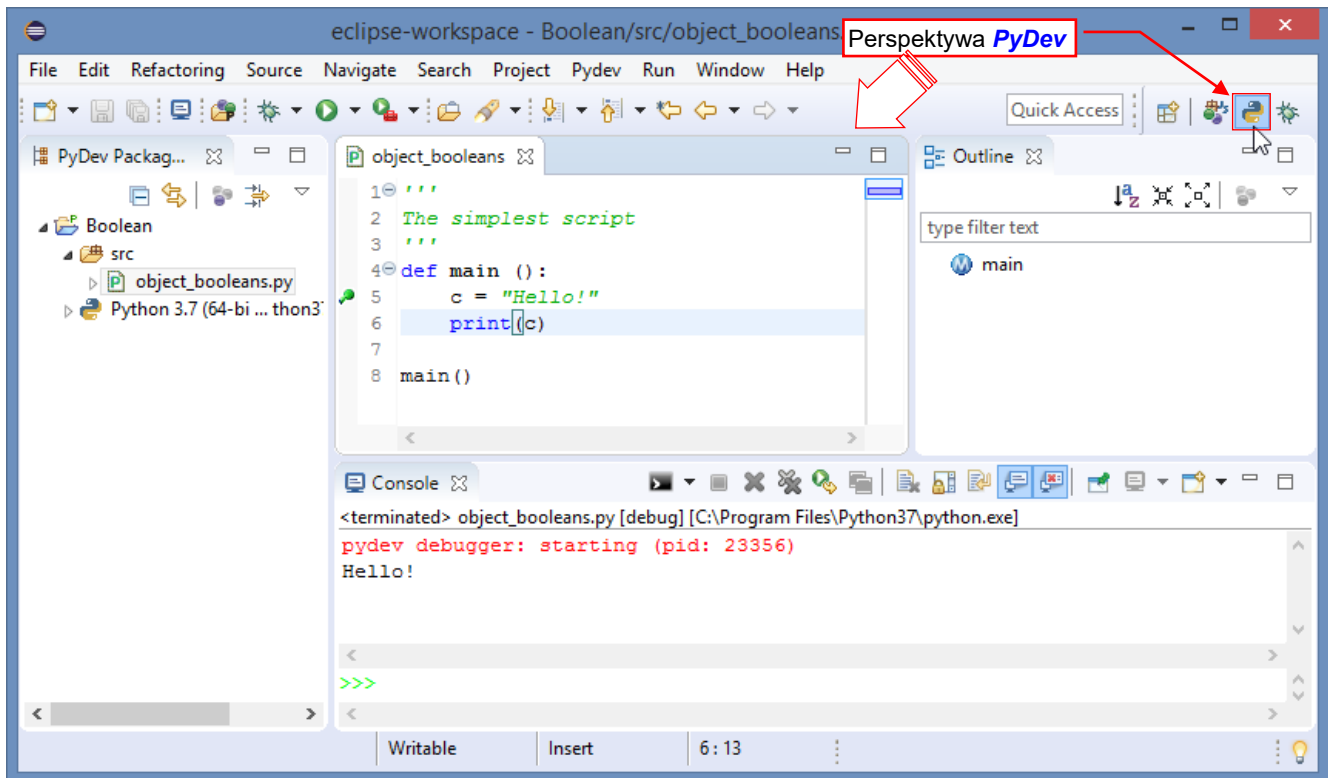 eclipse-workspace - Boolean/src/object_booleans.
Perspektywa PyDev
File Edit Refactoring Source Navigate Search Project Pydev Run Window Help
Quick Access
PyDev Packag...
Boolean
src
object_booleans.py
Python 3.7 (64-bi ... thon37
object_booleans
1 '''
2 The simplest script
3 '''
4 def main ():
5 c = "Hello!"
6 print(c)
7
8 main()
Outline
type filter text
main
Console
<terminated> object_booleans.py [debug] [C:\Program Files\Python37\python.exe]
pydev debugger: starting (pid: 23356)
Hello!
>>>
Writable Insert 6 : 13